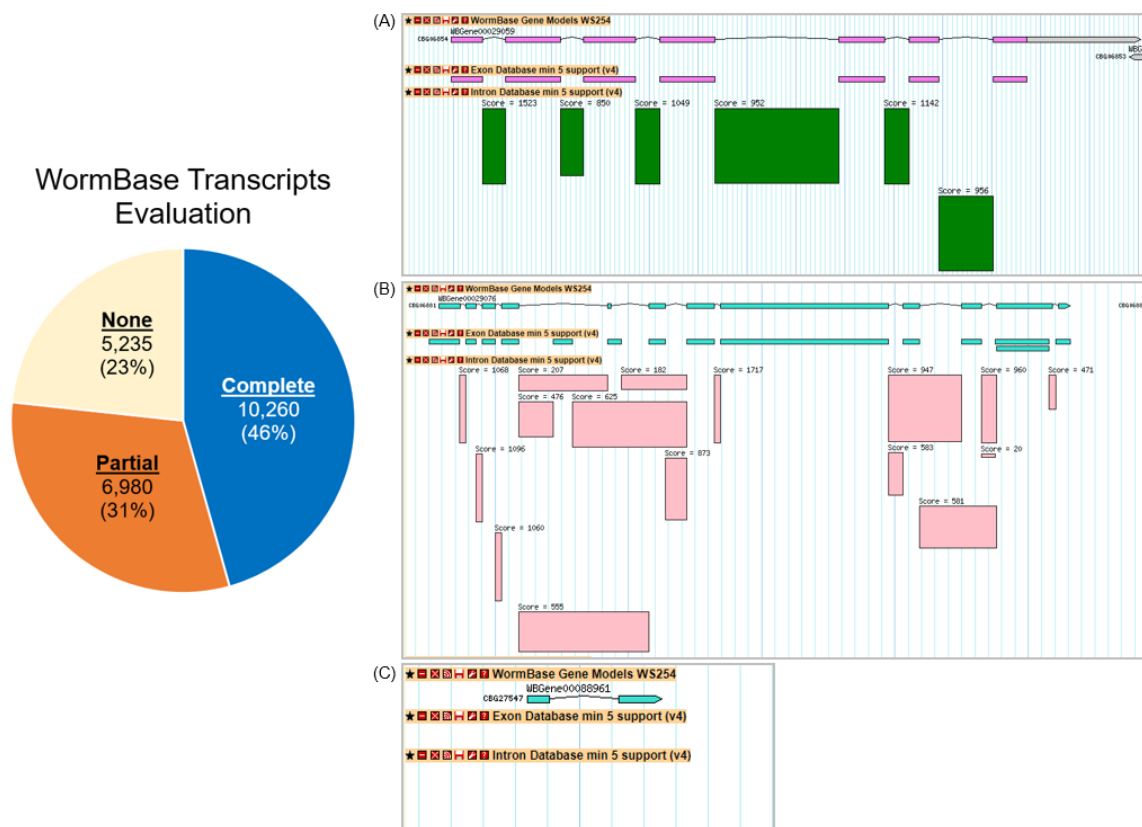 WormBase Transcripts
Evaluation
None
5,235
(23%)
Complete
10,260
(46%)
Partial
6,980
(31%)
(A)
WormBase Gene Models WS254
WBGene00029059
CBG06854
WBG
CBG06853
Exon Database min 5 support (v4)
Intron Database min 5 support (v4)
Score = 1523
Score = 850
Score = 1049
Score = 952
Score = 1142
Score = 956
(B)
WormBase Gene Models WS254
WBGene00029076
CBG06881
Exon Database min 5 support (v4)
Intron Database min 5 support (v4)
Score = 1068
Score = 207
Score = 182
Score = 1717
Score = 947
Score = 960
Score = 471
Score = 476
Score = 625
Score = 1096
Score = 873
Score = 583
Score = 20
Score = 581
Score = 1060
Score = 555
(C)
WormBase Gene Models WS254
WBGene00088961
CBG27547
Exon Database min 5 support (v4)
Intron Database min 5 support (v4)